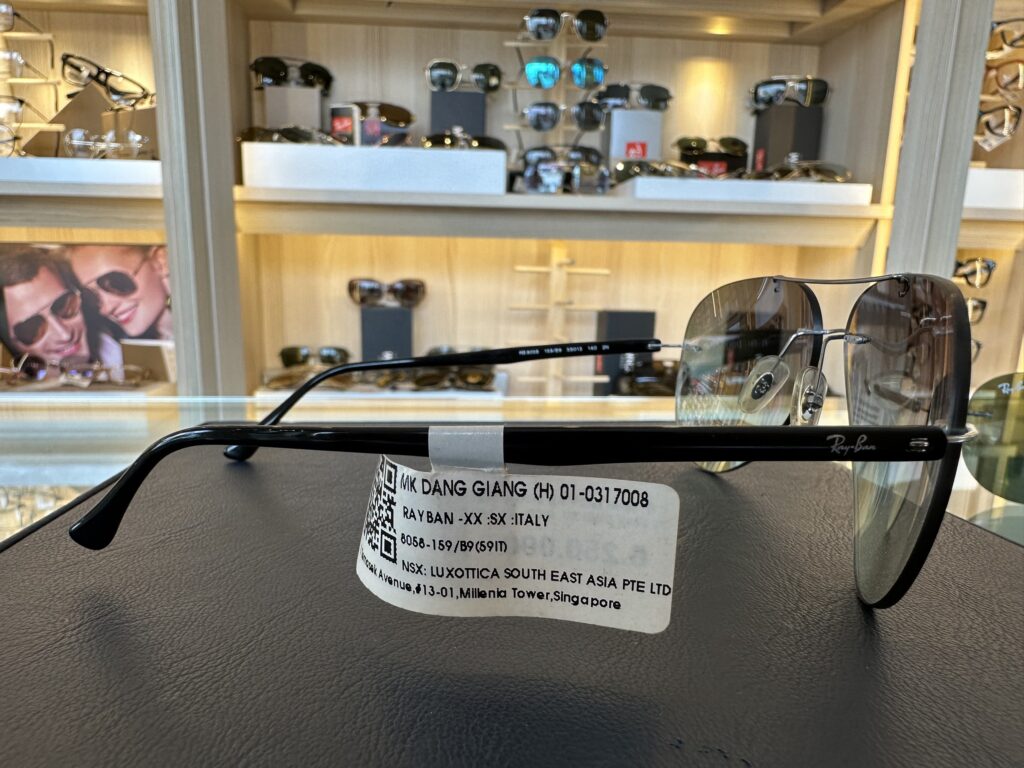 Ray-Ban
MK DANG GIANG (H) 01-0317008
RAYBAN -XX :SX :ITALY
8058-159/B9(59IT)
NSX: LUXOTTICA SOUTH EAST ASIA PTE LTD
Avenue,#13-01,Millenia Tower,Singapore